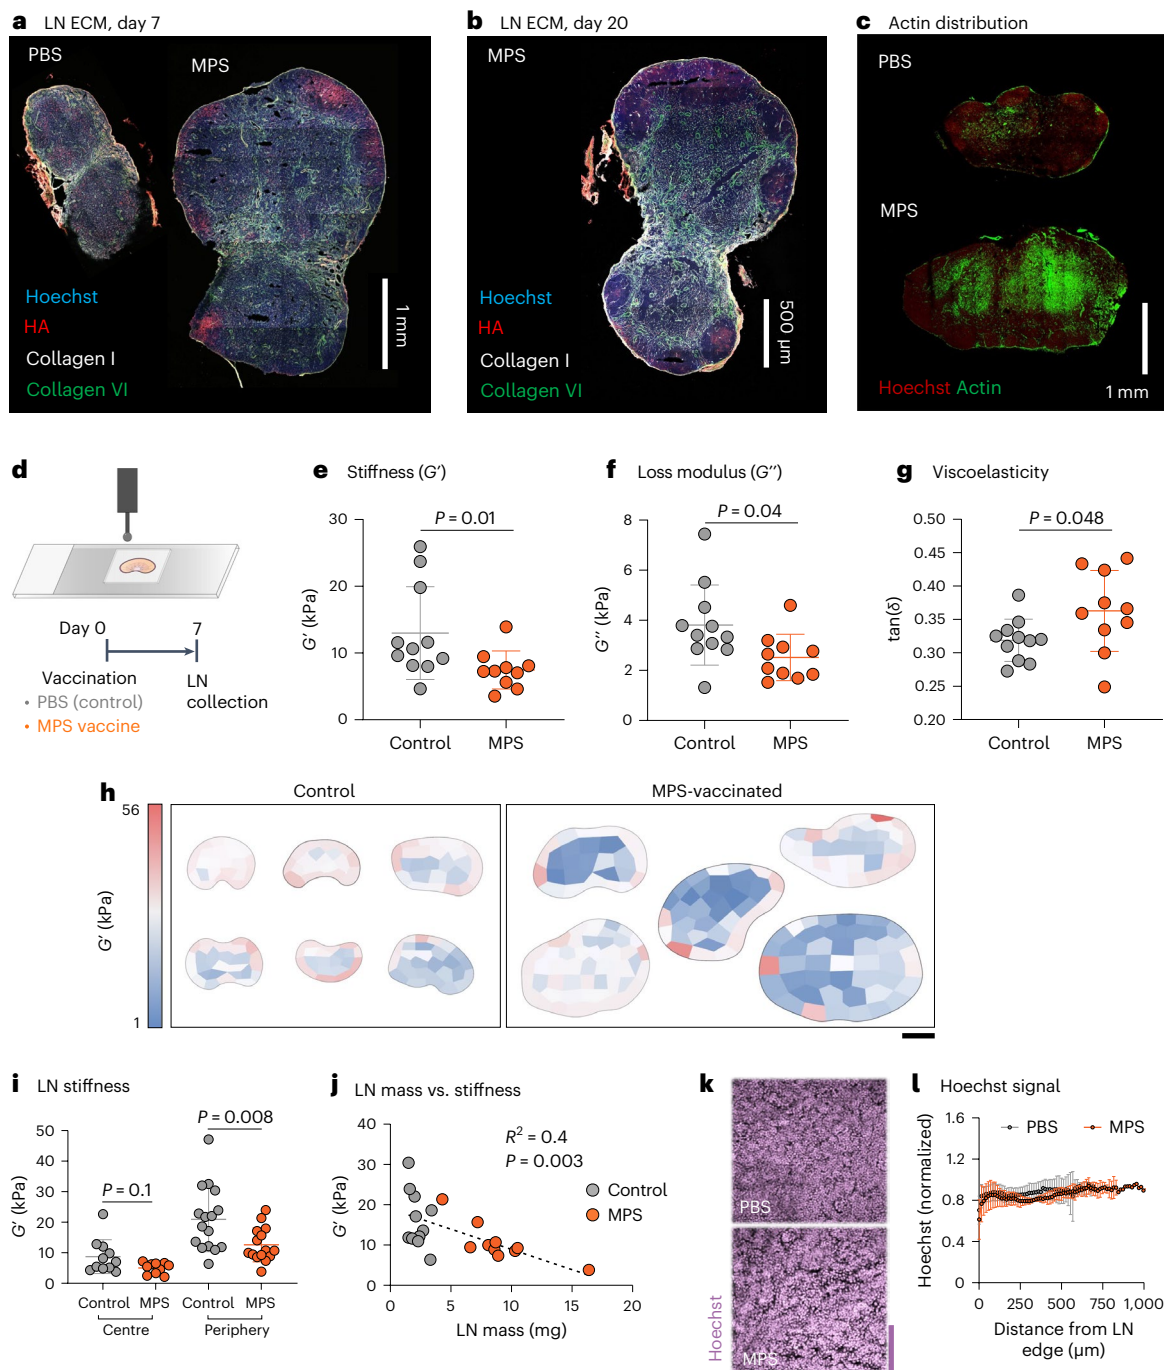 a LN ECM, day 7
PBS
MPS
Hoechst
HA
Collagen I
Collagen VI
1 mm
b LN ECM, day 20
MPS
Hoechst
HA
Collagen I
Collagen VI
500 µm
c Actin distribution
PBS
MPS
Hoechst Actin
1 mm
d
Day 0 7
Vaccination
PBS (control)
MPS vaccine
LN
collection
e Stiffness (G′)
P = 0.01
30
20
10
0
G′ (kPa)
Control MPS
f Loss modulus (G″)
P = 0.04
8
6
4
2
0
G″ (kPa)
Control MPS
g Viscoelasticity
P = 0.048
0.50
0.45
0.40
0.35
0.30
0.25
0.20
tan(δ)
Control MPS
h
Control
MPS-vaccinated
56
1
G′ (kPa)
i LN stiffness
P = 0.008
P = 0.1
50
40
30
20
10
0
G′ (kPa)
Control MPS Control MPS
Centre Periphery
j LN mass vs. stiffness
R² = 0.4
P = 0.003
Control
MPS
40
30
20
10
0
G′ (kPa)
0 5 10 15 20
LN mass (mg)
k
PBS
MPS
Hoechst
l Hoechst signal
PBS MPS
1.6
1.2
0.8
0.4
0
Hoechst (normalized)
0 250 500 750 1,000
Distance from LN
edge (µm)